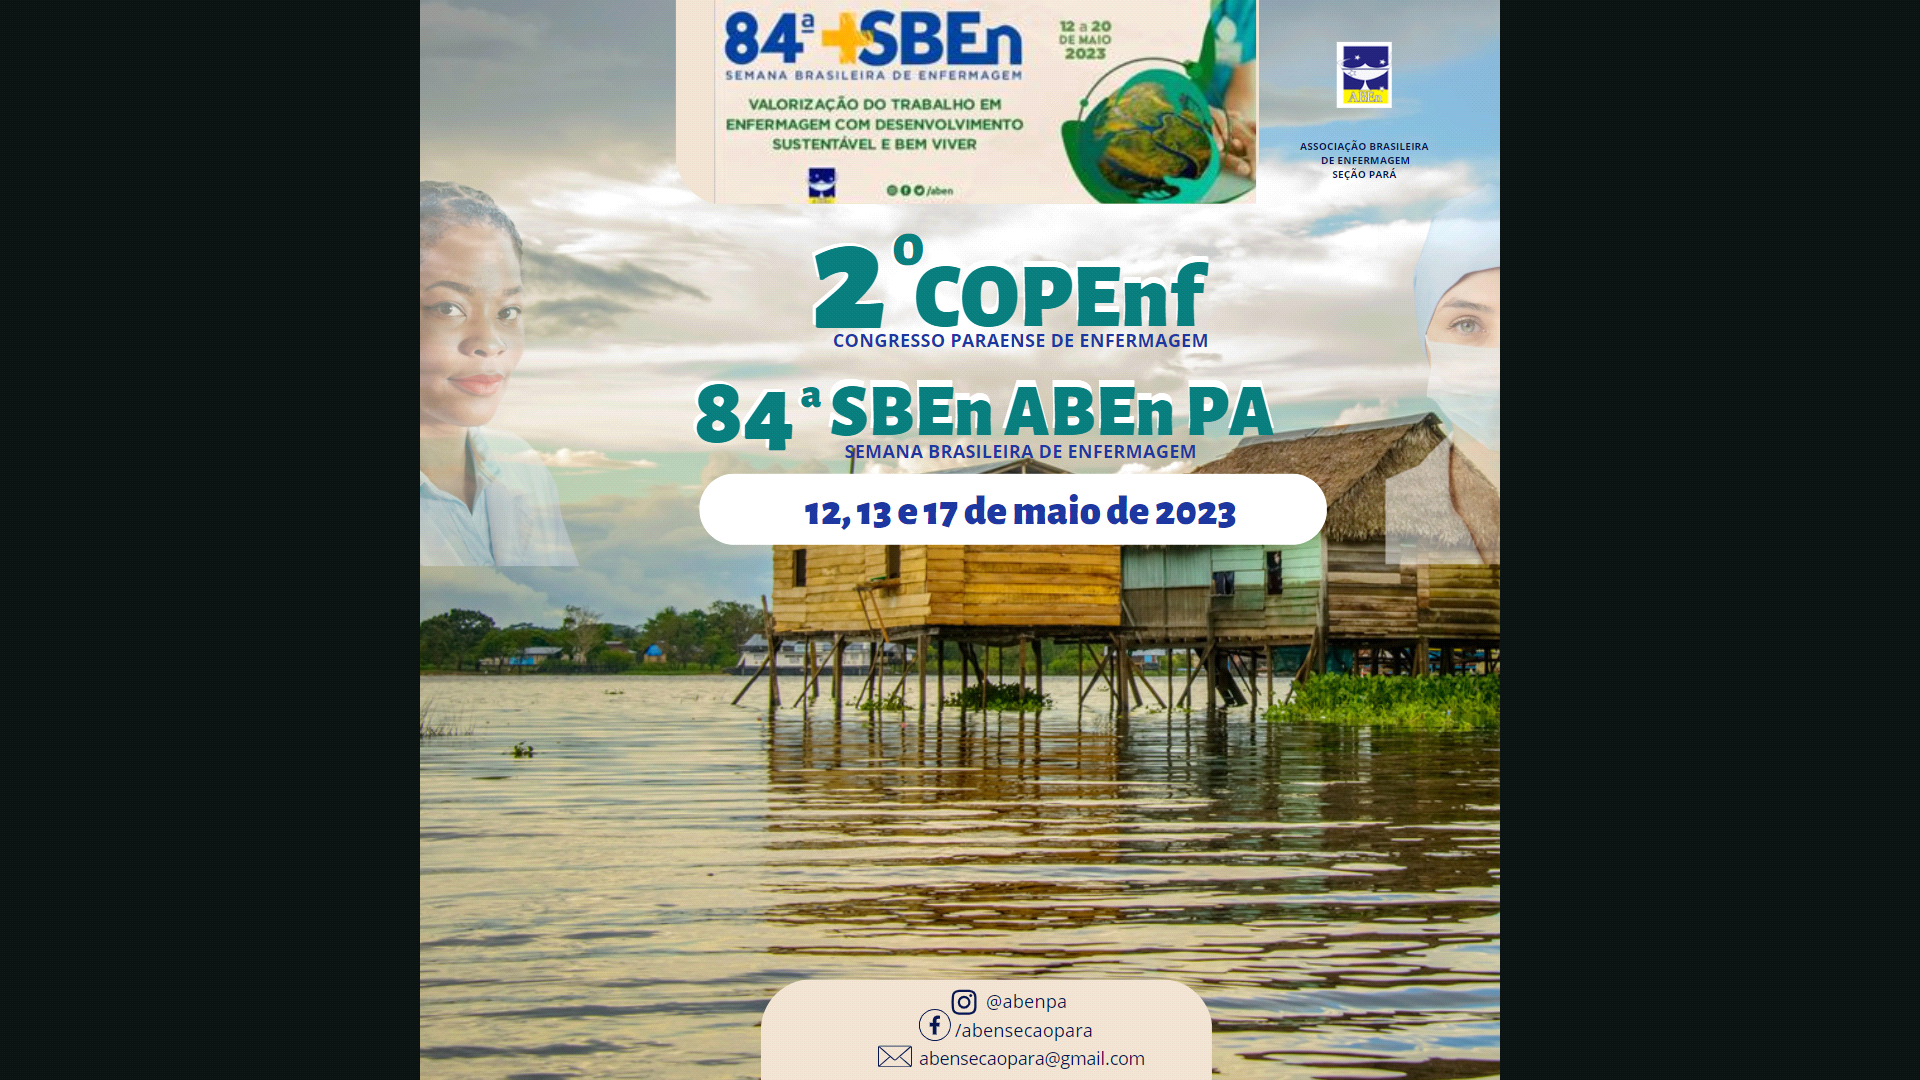 84ª SBEn
SEMANA BRASILEIRA DE ENFERMAGEM
12 a 20
DE MAIO
2023
VALORIZAÇÃO DO TRABALHO EM
ENFERMAGEM COM DESENVOLVIMENTO
SUSTENTÁVEL E BEM VIVER
/aben
ABEn
ASSOCIAÇÃO BRASILEIRA
DE ENFERMAGEM
SEÇÃO PARÁ
2º COPEnf
CONGRESSO PARAENSE DE ENFERMAGEM
84ª SBEn ABEn PA
SEMANA BRASILEIRA DE ENFERMAGEM
12, 13 e 17 de maio de 2023
@abenpa
/abensecaopara
abensecaopara@gmail.com